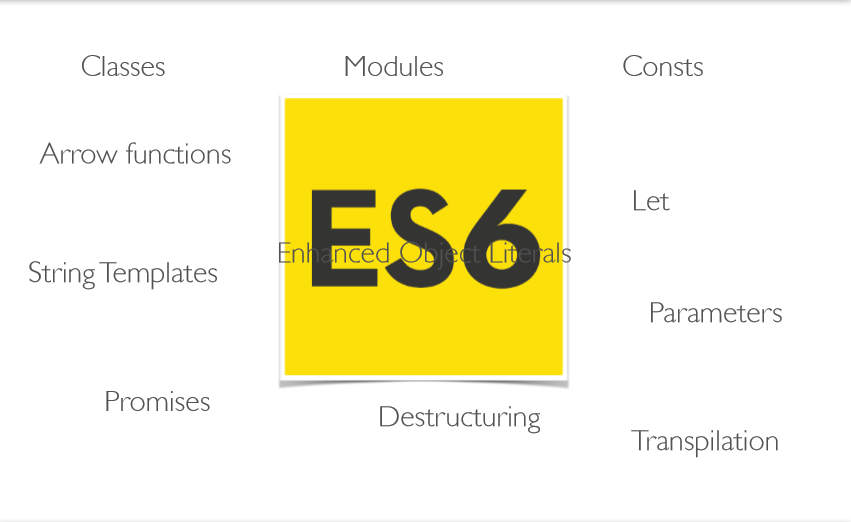 Classes
Modules
Consts
Arrow functions
Let
ES6
Enhanced Object Literals
String Templates
Parameters
Promises
Destructuring
Transpilation